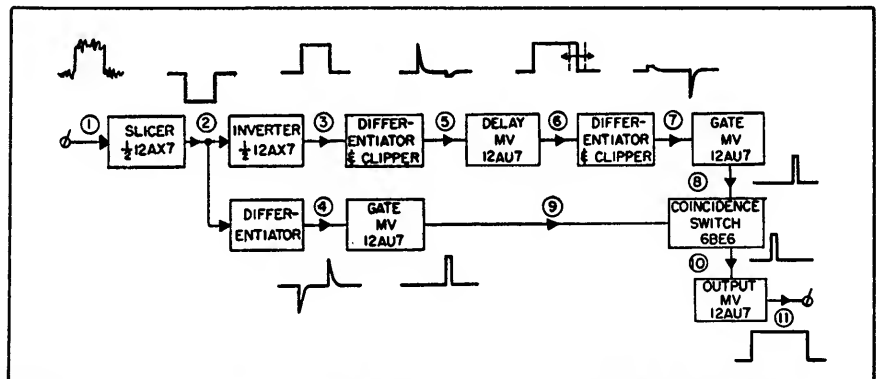 ①
SLICER
½ 12AX7
②
INVERTER
½ 12AX7
③
DIFFER-
ENTIATOR
& CLIPPER
⑤
DELAY
MV
12AU7
⑥
DIFFER-
ENTIATOR
& CLIPPER
⑦
GATE
MV
12AU7
⑧
DIFFER-
ENTIATOR
④
GATE
MV
12AU7
⑨
COINCIDENCE
SWITCH
6BE6
⑩
OUTPUT
MV
12AU7
⑪